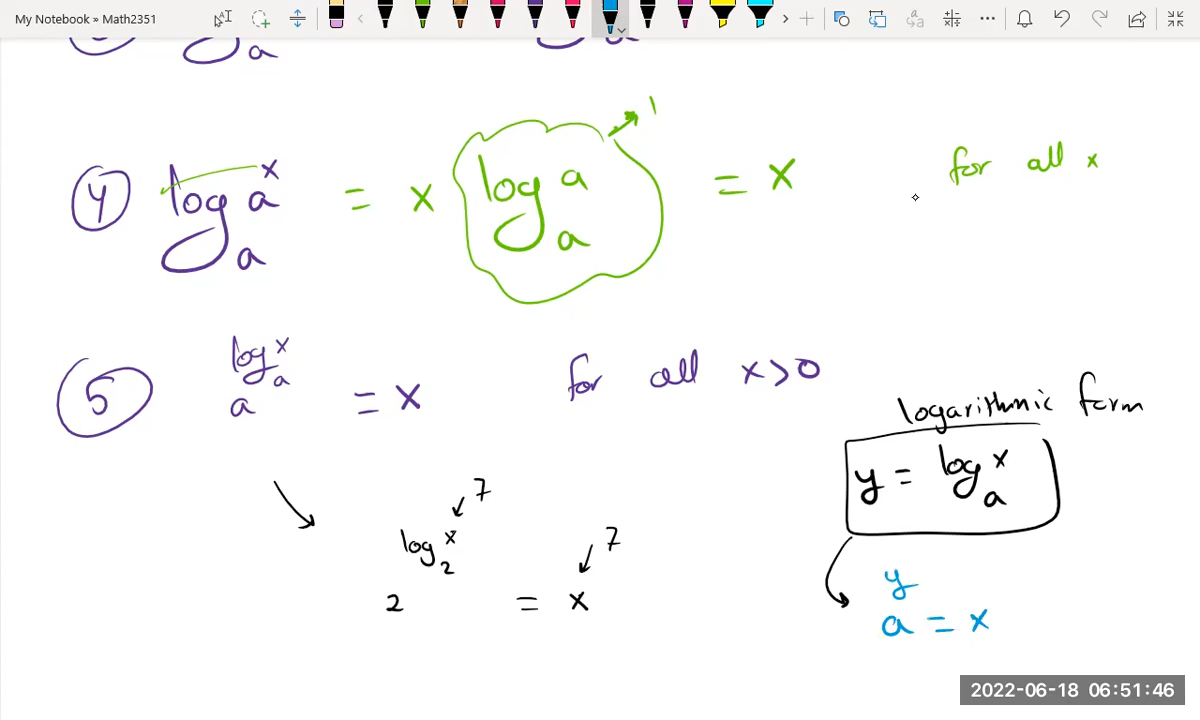 My Notebook » Math2351
a a
④ log_a a^x = x log_a a = x for all x
1
⑤ a^(log_a x) = x for all x>0
logarithmic form
y = log_a x
7
2^(log_2 x) = x
7
a^y = x
2022-06-18 06:51:46